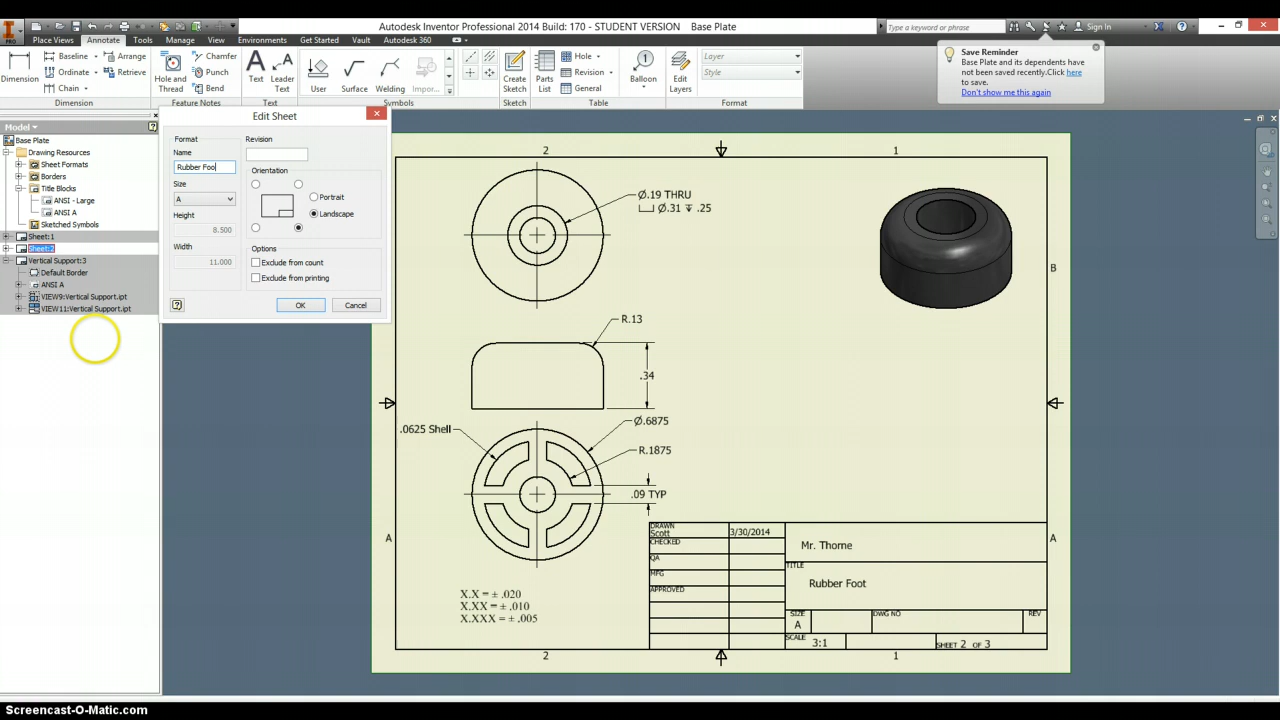 Autodesk Inventor Professional 2014 Build: 170 - STUDENT VERSION Base Plate
Type a keyword or phrase
Sign In
PRO
Place Views Annotate Tools Manage View Environments Get Started Vault Autodesk 360
Dimension
Baseline
Ordinate
Chain
Arrange
Retrieve
Dimension
Hole and Thread
Chamfer
Punch
Bend
Feature Notes
Text
Leader Text
Text
User
Surface
Welding
Impor...
Symbols
Create Sketch
Sketch
Parts List
Hole
Revision
General
Table
Balloon
Edit Layers
Layer
Style
Format
Save Reminder
Base Plate and its dependents have
not been saved recently.Click here
to save.
Don't show me this again
Model
Base Plate
Drawing Resources
Sheet Formats
Borders
Title Blocks
ANSI - Large
ANSI A
Sketched Symbols
Sheet:1
Sheet:2
Vertical Support:3
Default Border
ANSI A
VIEW9:Vertical Support.ipt
VIEW11:Vertical Support.ipt
Edit Sheet
Format
Name
Rubber Foo
Size
A
Height
8.500
Width
11.000
Revision
Orientation
Portrait
Landscape
Options
Exclude from count
Exclude from printing
OK
Cancel
2
1
Ø.19 THRU
⌴ Ø.31 ↧ .25
B
R.13
.34
.0625 Shell
Ø.6875
R.1875
.09 TYP
A
A
X.X = ± .020
X.XX = ± .010
X.XXX = ± .005
DRAWN
Scott
3/30/2014
CHECKED
QA
MFG
APPROVED
Mr. Thorne
TITLE
Rubber Foot
SIZE
A
DWG NO
REV
SCALE
3:1
SHEET 2 OF 3
2
1
Screencast-O-Matic.com